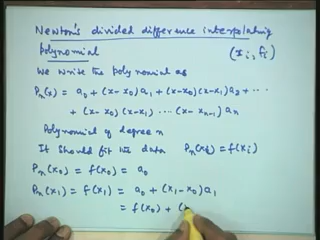 Newton's divided difference interpolating
polynomial (xi, fi)
We write the polynomial as
Pn(x) = a0 + (x-x0)a1 + (x-x0)(x-x1)a2 + ...
+ (x-x0)(x-x1) ... (x-xn-1) an
Polynomial of degree n
It should fit the data Pn(xi) = f(xi)
Pn(x0) = f(x0) = a0
Pn(x1) = f(x1) = a0 + (x1-x0)a1
= f(x0) + (x